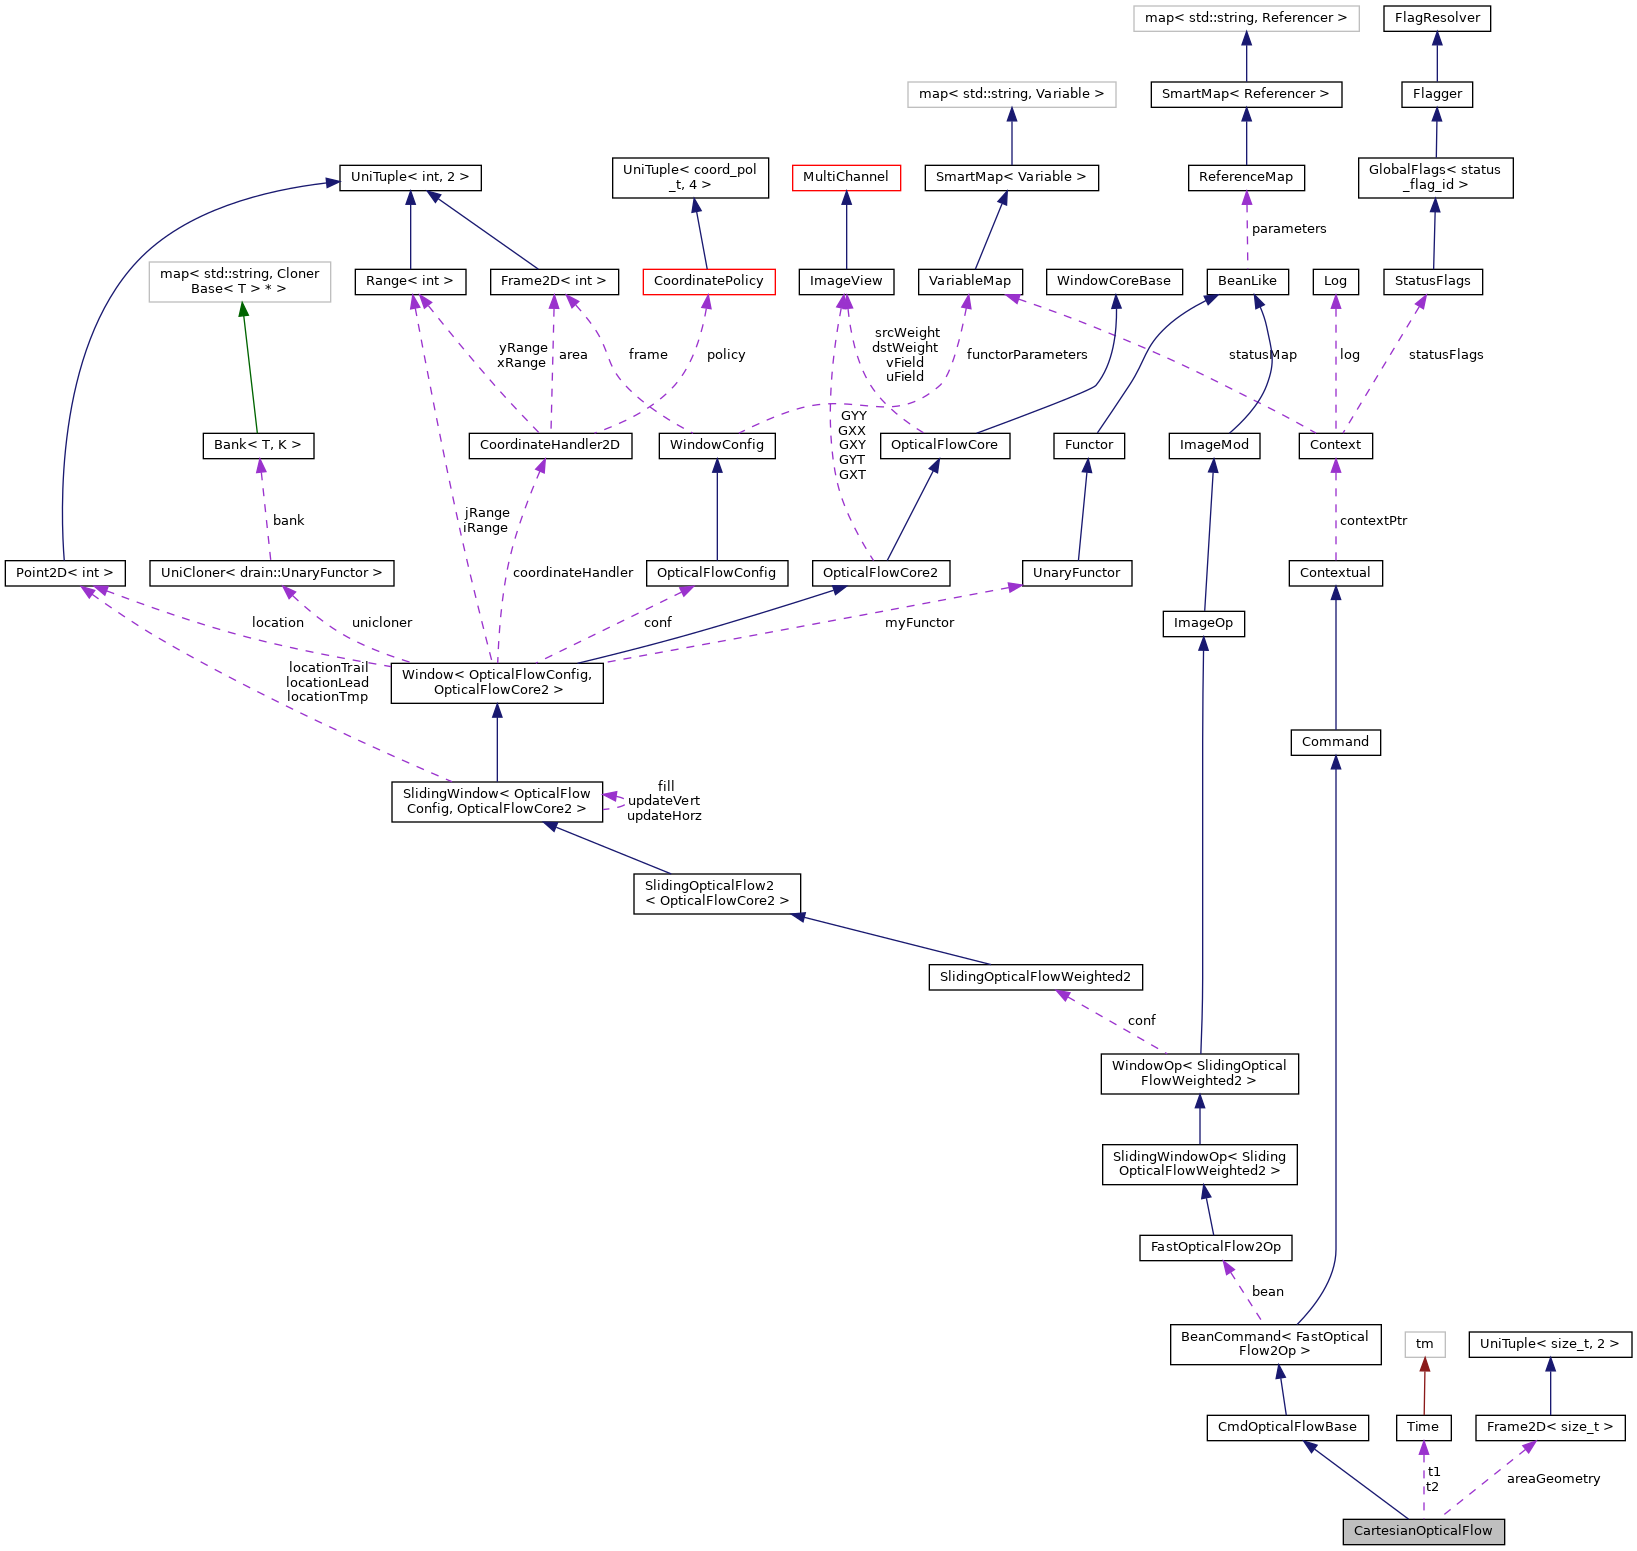 map< std::string, Referencer >
FlagResolver
map< std::string, Variable >
SmartMap< Referencer >
Flagger
UniTuple< int, 2 >
UniTuple< coord_pol
_t, 4 >
MultiChannel
SmartMap< Variable >
ReferenceMap
GlobalFlags< status
_flag_id >
parameters
map< std::string, Cloner
Base< T > * >
Range< int >
Frame2D< int >
CoordinatePolicy
ImageView
VariableMap
WindowCoreBase
BeanLike
Log
StatusFlags
yRange
xRange
area
frame
policy
srcWeight
dstWeight
vField
uField
functorParameters
statusMap
log
statusFlags
GYY
GXX
GXY
GYT
GXT
Bank< T, K >
CoordinateHandler2D
WindowConfig
OpticalFlowCore
Functor
ImageMod
Context
bank
jRange
iRange
contextPtr
Point2D< int >
UniCloner< drain::UnaryFunctor >
coordinateHandler
OpticalFlowConfig
OpticalFlowCore2
UnaryFunctor
Contextual
location
unicloner
conf
myFunctor
ImageOp
locationTrail
locationLead
locationTmp
Window< OpticalFlowConfig,
OpticalFlowCore2 >
Command
SlidingWindow< OpticalFlow
Config, OpticalFlowCore2 >
fill
updateVert
updateHorz
SlidingOpticalFlow2
< OpticalFlowCore2 >
SlidingOpticalFlowWeighted2
conf
WindowOp< SlidingOptical
FlowWeighted2 >
SlidingWindowOp< Sliding
OpticalFlowWeighted2 >
FastOpticalFlow2Op
bean
BeanCommand< FastOptical
Flow2Op >
tm
UniTuple< size_t, 2 >
CmdOpticalFlowBase
Time
Frame2D< size_t >
t1
t2
areaGeometry
CartesianOpticalFlow